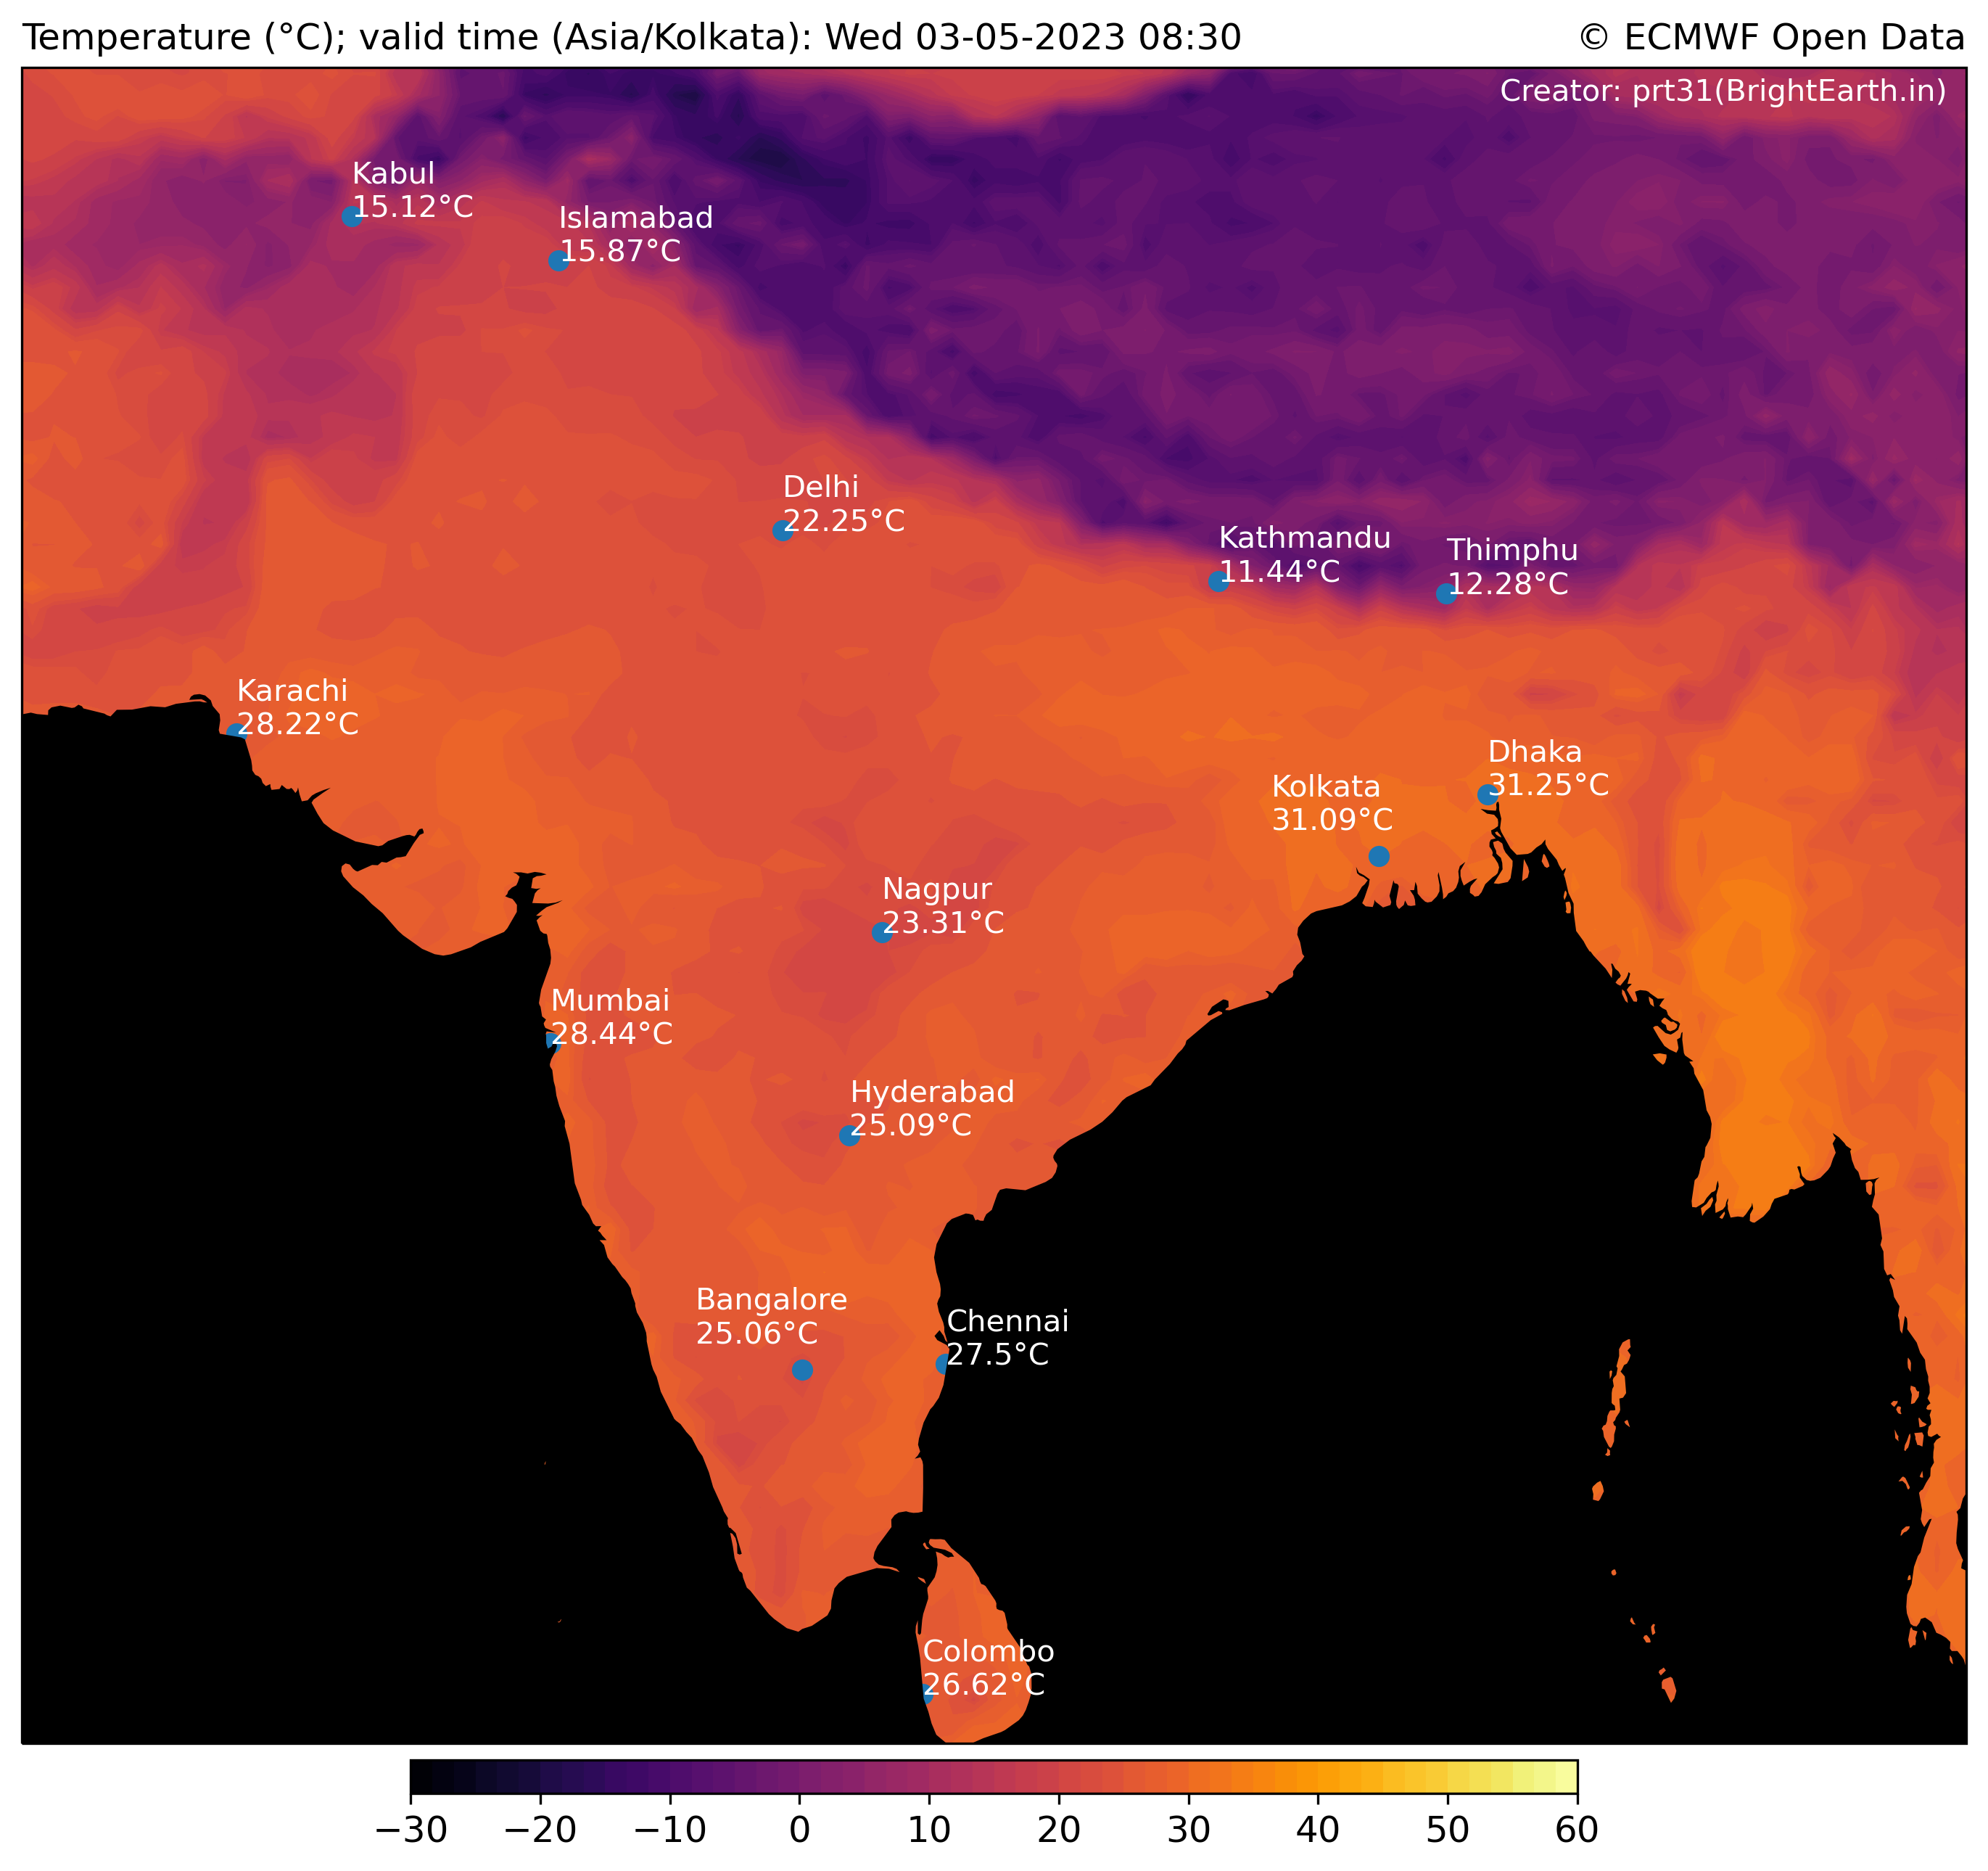 Temperature (°C); valid time (Asia/Kolkata): Wed 03-05-2023 08:30
© ECMWF Open Data
Creator: prt31(BrightEarth.in)
Kabul
15.12°C
Islamabad
15.87°C
Delhi
22.25°C
Kathmandu
11.44°C
Thimphu
12.28°C
Karachi
28.22°C
Dhaka
31.25°C
Kolkata
31.09°C
Nagpur
23.31°C
Mumbai
28.44°C
Hyderabad
25.09°C
Bangalore
25.06°C
Chennai
27.5°C
Colombo
26.62°C
−30 −20 −10 0 10 20 30 40 50 60